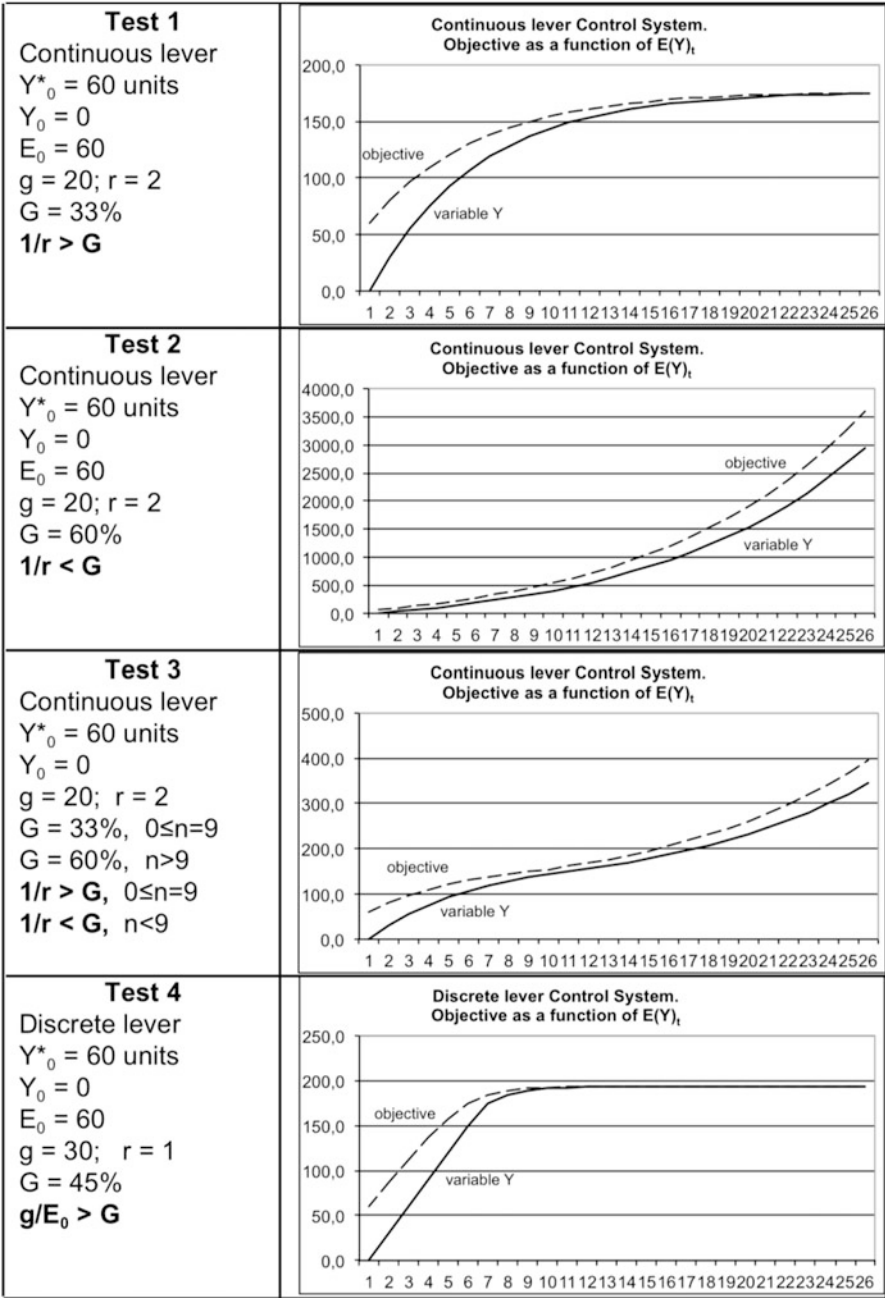 Test 1
Continuous lever
Y*₀ = 60 units
Y₀ = 0
E₀ = 60
g = 20; r = 2
G = 33%
1/r > G
Continuous lever Control System.
Objective as a function of E(Y)ₜ
200,0
150,0
100,0
50,0
0,0
objective
variable Y
1 2 3 4 5 6 7 8 9 10 11 12 13 14 15 16 17 18 19 20 21 22 23 24 25 26
Test 2
Continuous lever
Y*₀ = 60 units
Y₀ = 0
E₀ = 60
g = 20; r = 2
G = 60%
1/r < G
Continuous lever Control System.
Objective as a function of E(Y)ₜ
4000,0
3500,0
3000,0
2500,0
2000,0
1500,0
1000,0
500,0
0,0
objective
variable Y
1 2 3 4 5 6 7 8 9 10 11 12 13 14 15 16 17 18 19 20 21 22 23 24 25 26
Test 3
Continuous lever
Y*₀ = 60 units
Y₀ = 0
g = 20; r = 2
G = 33%, 0≤n=9
G = 60%, n>9
1/r > G, 0≤n=9
1/r < G, n<9
Continuous lever Control System.
Objective as a function of E(Y)ₜ
500,0
400,0
300,0
200,0
100,0
0,0
objective
variable Y
1 2 3 4 5 6 7 8 9 10 11 12 13 14 15 16 17 18 19 20 21 22 23 24 25 26
Test 4
Discrete lever
Y*₀ = 60 units
Y₀ = 0
E₀ = 60
g = 30; r = 1
G = 45%
g/E₀ > G
Discrete lever Control System.
Objective as a function of E(Y)ₜ
250,0
200,0
150,0
100,0
50,0
0,0
objective
variable Y
1 2 3 4 5 6 7 8 9 10 11 12 13 14 15 16 17 18 19 20 21 22 23 24 25 26